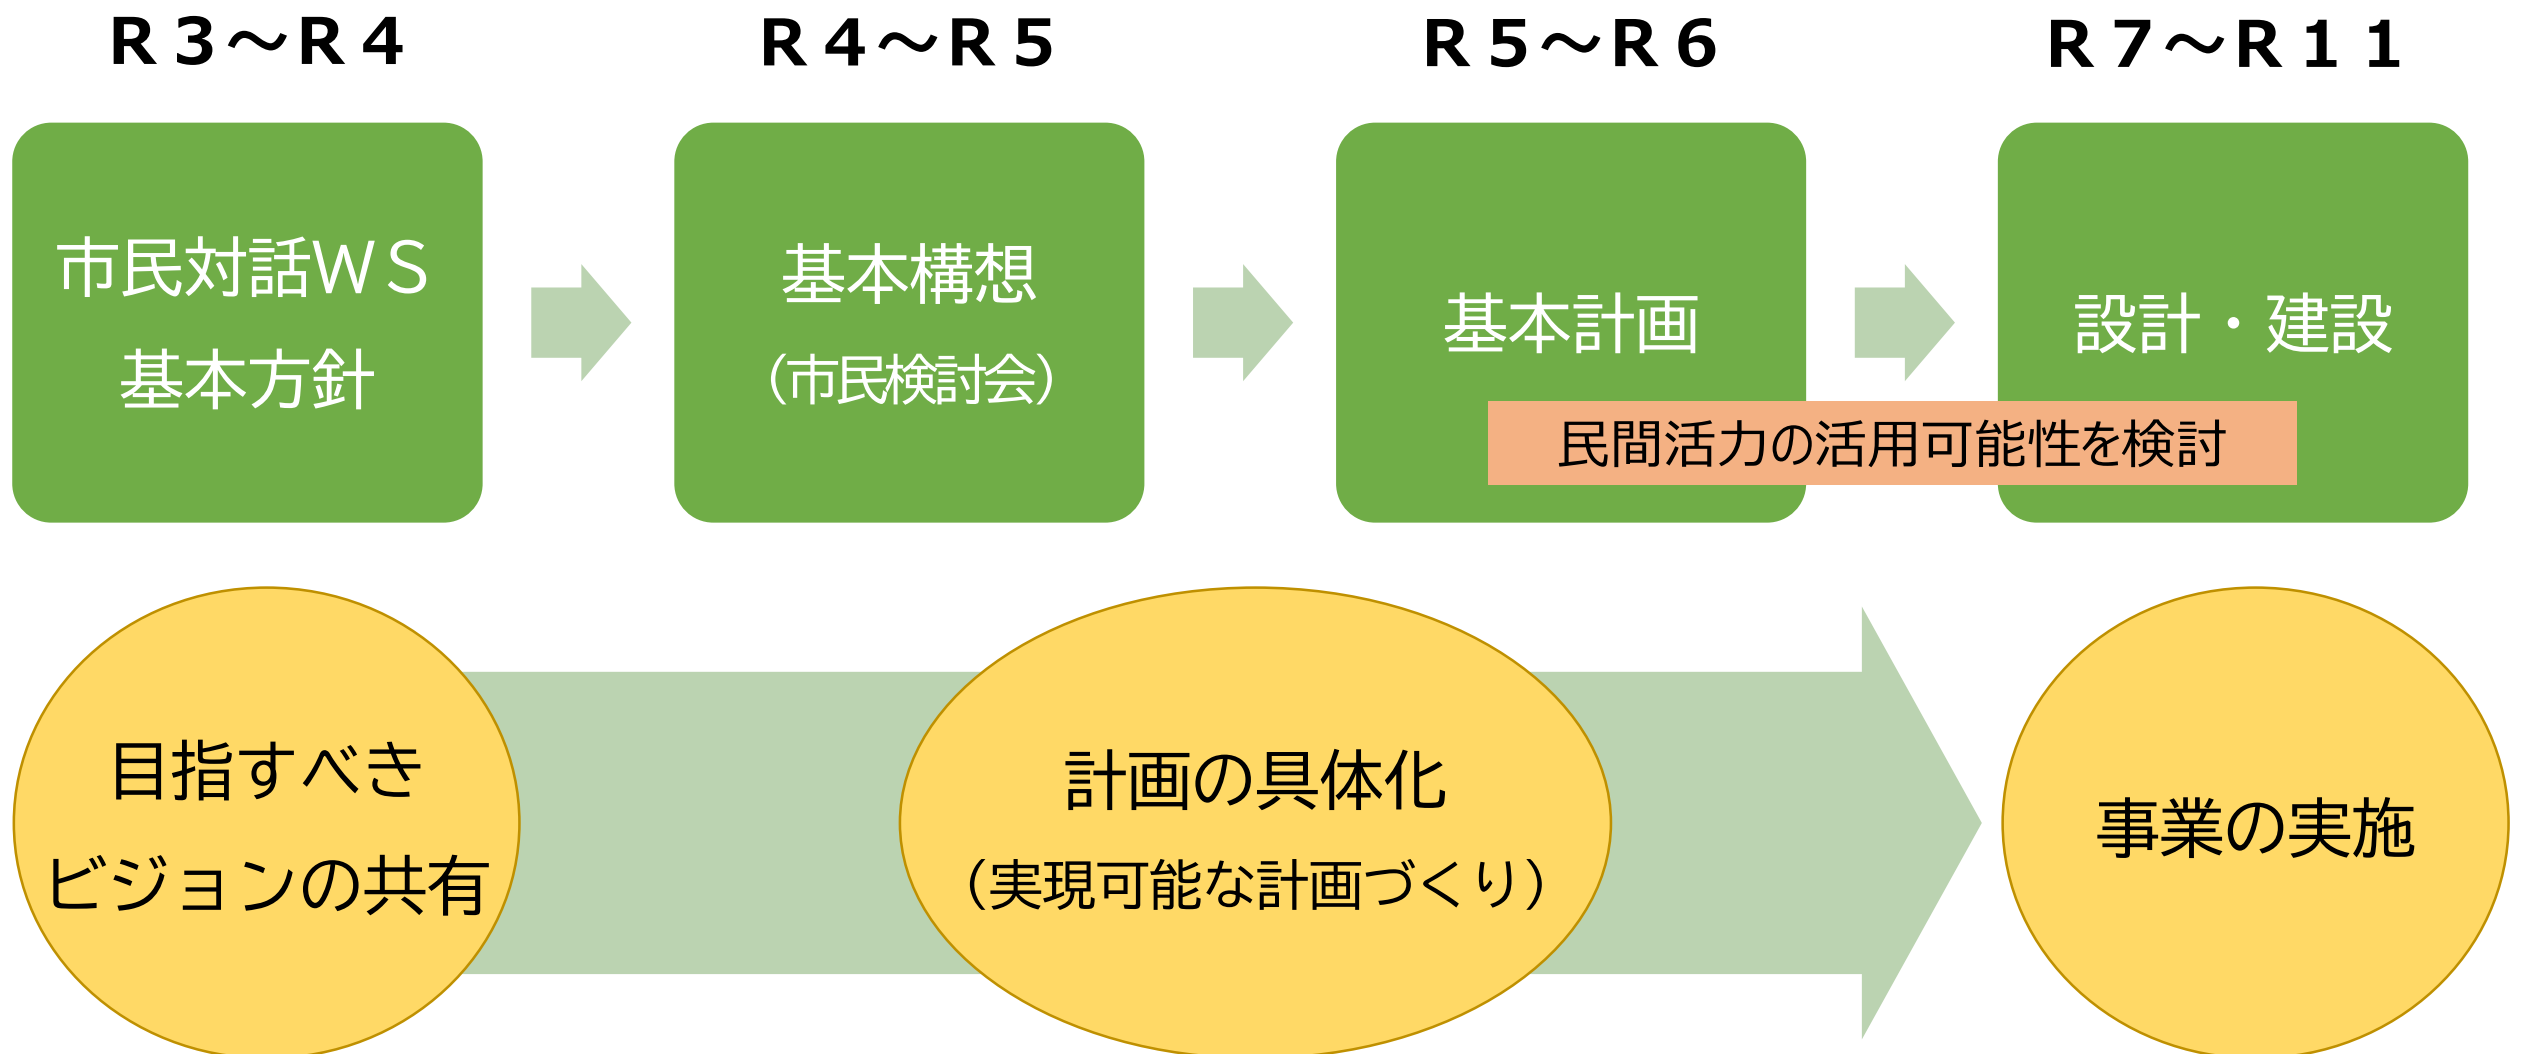 Ｒ３～Ｒ４
Ｒ４～Ｒ５
Ｒ５～Ｒ６
Ｒ７～Ｒ１１
市民対話ＷＳ
基本方針
基本構想
（市民検討会）
基本計画
設計・建設
民間活力の活用可能性を検討
目指すべき
ビジョンの共有
計画の具体化
（実現可能な計画づくり）
事業の実施